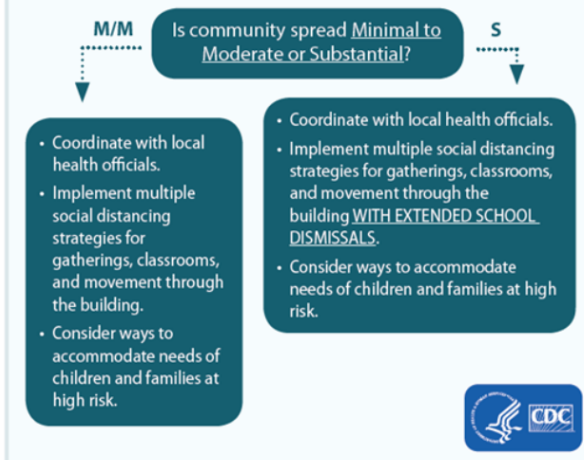 M/M
Is community spread Minimal to
Moderate or Substantial?
S
• Coordinate with local
health officials.
• Implement multiple
social distancing
strategies for
gatherings, classrooms,
and movement through
the building.
• Consider ways to
accommodate needs of
children and families at
high risk.
• Coordinate with local health officials.
• Implement multiple social distancing
strategies for gatherings, classrooms,
and movement through the
building WITH EXTENDED SCHOOL
DISMISSALS.
• Consider ways to accommodate
needs of children and families at high
risk.
CDC